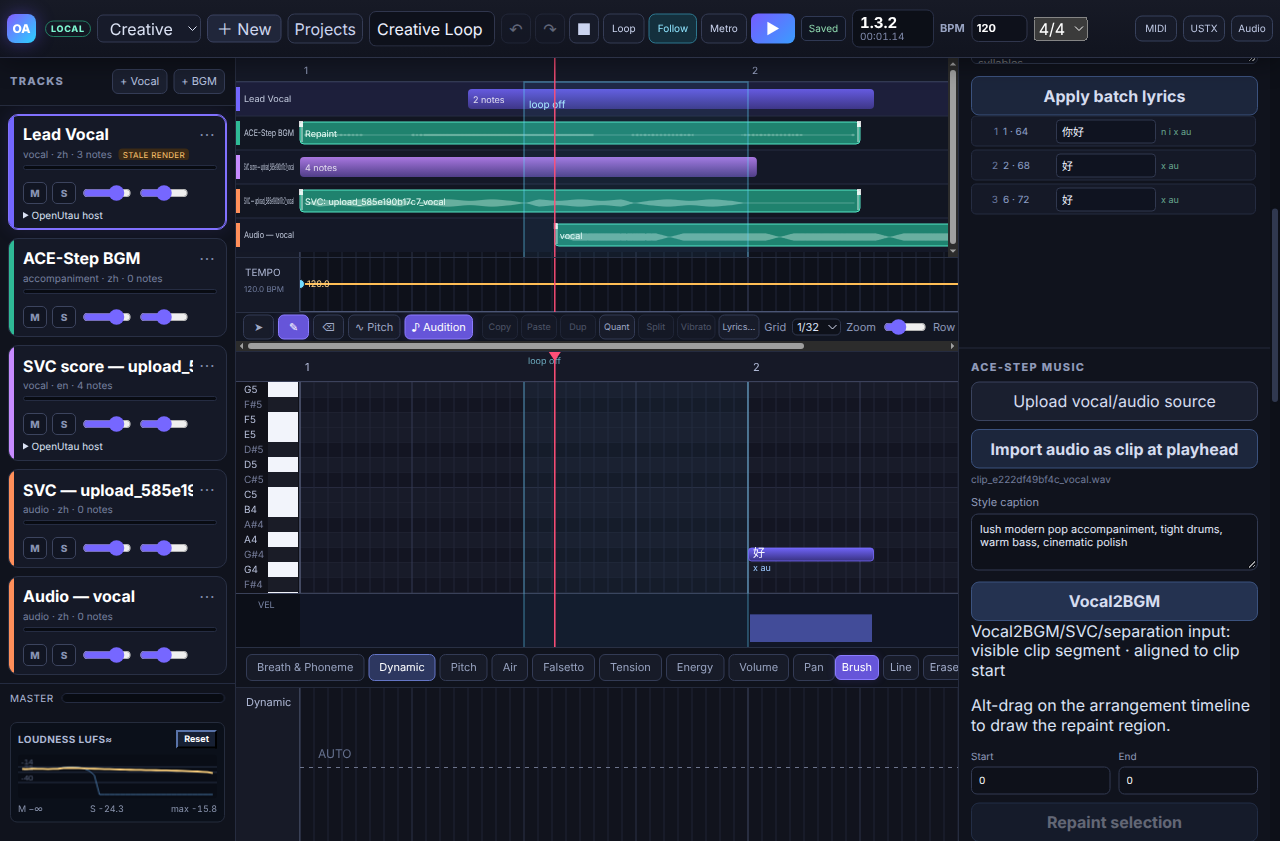 OA LOCAL Creative + New Projects Creative Loop Loop Follow Metro Saved 1.3.2 BPM 120 4/4 MIDI USTX Audio
00:01.14
TRACKS + Vocal + BGM
Lead Vocal ...
vocal · zh · 3 notes STALE RENDER
M S
OpenUtau host
ACE-Step BGM ...
accompaniment · zh · 0 notes
M S
SVC score — upload_5 ...
vocal · en · 4 notes
M S
OpenUtau host
SVC — upload_585e19 ...
audio · zh · 0 notes
M S
Audio — vocal ...
audio · zh · 0 notes
M S
MASTER
LOUDNESS LUFS≈ Reset
-14
-40
M −∞ S -24.3 max -15.8
1 2
Lead Vocal 2 notes loop off
ACE-Step BGM Repaint
4 notes
SVC: upload_585e190b17c7_vocal
Audio — vocal vocal
TEMPO
120.0 BPM 120.0
Pitch Audition Copy Paste Dup Quant Split Vibrato Lyrics... Grid 1/32 Zoom Row
loop off
1 2
G5
F#5
F5
E5
D#5
D5
C#5
C5
B4
A#4
A4
G#4 好
G4 x au
F#4
VEL
Breath & Phoneme Dynamic Pitch Air Falsetto Tension Energy Volume Pan Brush Line Erase
Dynamic
AUTO
syllables
Apply batch lyrics
1 1 · 64 你好 n i x au
2 2 · 68 好 x au
3 6 · 72 好 x au
ACE-STEP MUSIC
Upload vocal/audio source
Import audio as clip at playhead
clip_e222df49bf4c_vocal.wav
Style caption
lush modern pop accompaniment, tight drums,
warm bass, cinematic polish
Vocal2BGM
Vocal2BGM/SVC/separation input:
visible clip segment · aligned to clip
start
Alt-drag on the arrangement timeline
to draw the repaint region.
Start End
0 0
Repaint selection